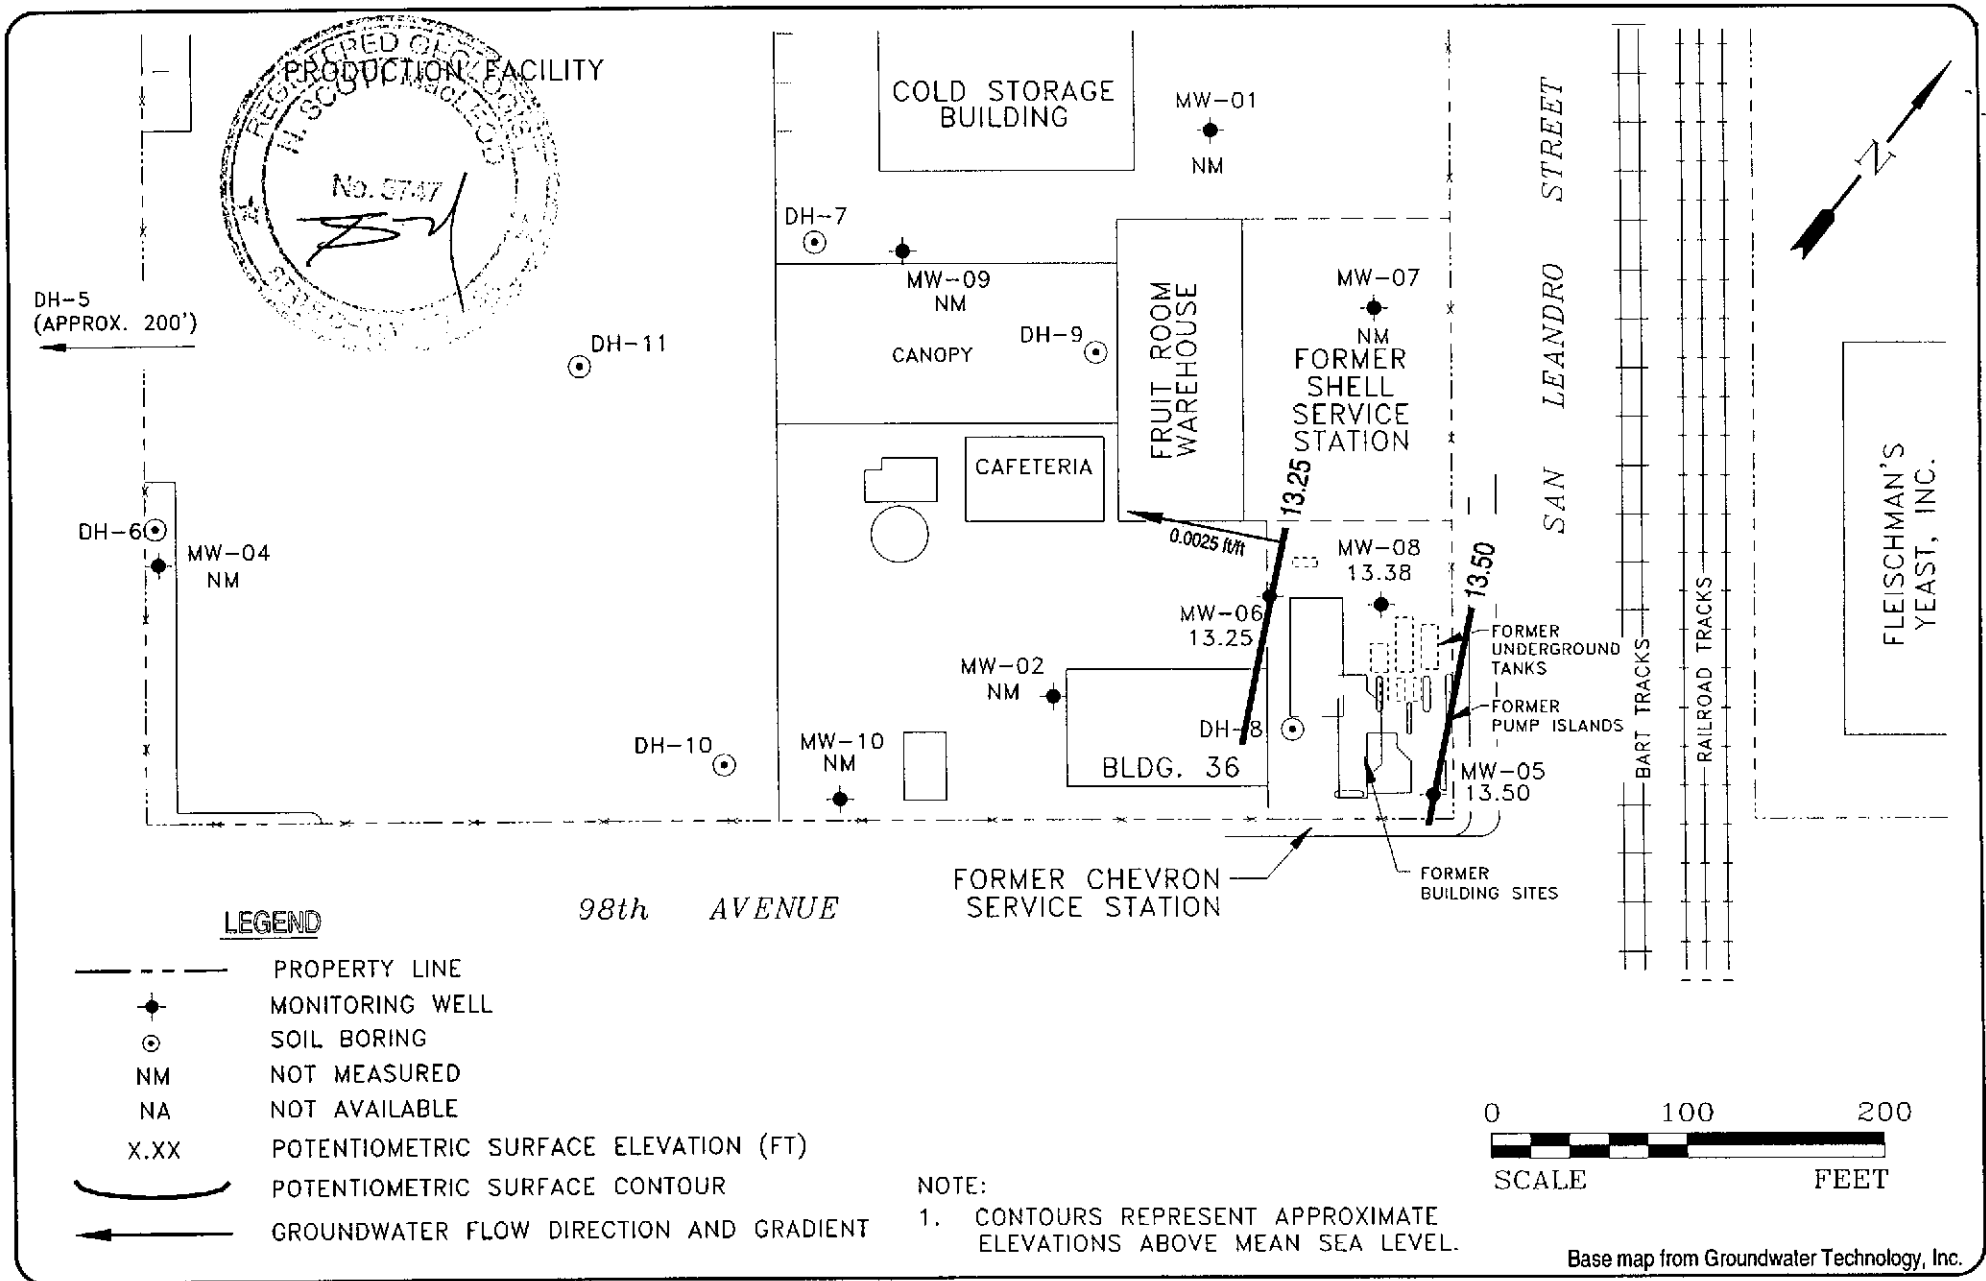 PRODUCTION FACILITY
REGISTERED GEOLOGIST
No. 5747
COLD STORAGE
BUILDING
MW-01
NM
SAN LEANDRO STREET
N
DH-7
MW-09
NM
MW-07
NM
DH-5
(APPROX. 200')
DH-11
CANOPY
DH-9
FRUIT ROOM
WAREHOUSE
FORMER
SHELL
SERVICE
STATION
CAFETERIA
13.25
0.0025 ft/ft
DH-6
MW-04
NM
MW-08
13.38
13.50
MW-06
13.25
MW-02
NM
FORMER
UNDERGROUND
TANKS
FORMER
PUMP ISLANDS
BART TRACKS
RAILROAD TRACKS
FLEISCHMAN'S
YEAST, INC.
DH-10
MW-10
NM
DH-8
BLDG. 36
MW-05
13.50
FORMER CHEVRON
SERVICE STATION
FORMER
BUILDING SITES
98th AVENUE
LEGEND
PROPERTY LINE
MONITORING WELL
SOIL BORING
NM NOT MEASURED
NA NOT AVAILABLE
X.XX POTENTIOMETRIC SURFACE ELEVATION (FT)
POTENTIOMETRIC SURFACE CONTOUR
GROUNDWATER FLOW DIRECTION AND GRADIENT
NOTE:
1. CONTOURS REPRESENT APPROXIMATE
ELEVATIONS ABOVE MEAN SEA LEVEL.
0 100 200
SCALE FEET
Base map from Groundwater Technology, Inc.